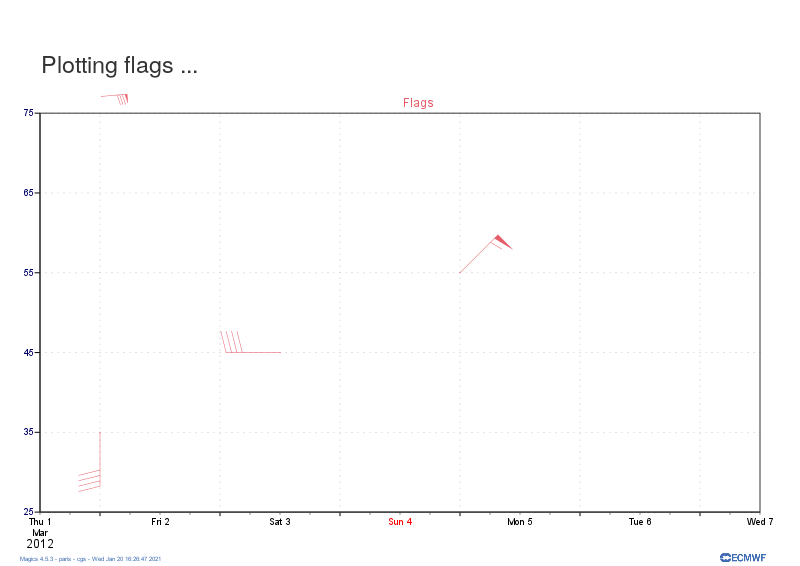 Plotting flags ...
Flags
75
65
55
45
35
25
Thu 1 Fri 2 Sat 3 Sun 4 Mon 5 Tue 6 Wed 7
Mar
2012
Magics 4.5.3 - paris - cgs - Wed Jan 20 16:26:47 2021
ECMWF